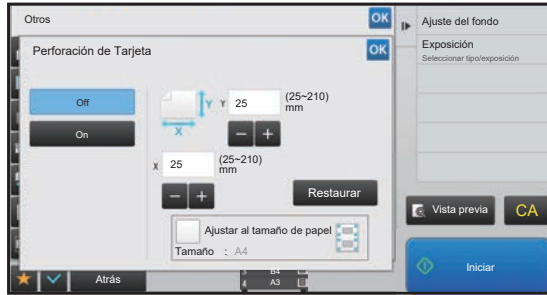 Otros
OK
Perforación de Tarjeta
OK
Off
On
Y
Y 25 (25~210)
mm
X
X 25 (25~210)
mm
Restaurar
Ajustar al tamaño de papel
Tamaño : A4
Atrás
3 B4
4 A3
Ajuste del fondo
Exposición
Seleccionar tipo/exposición
Vista previa
CA
Iniciar